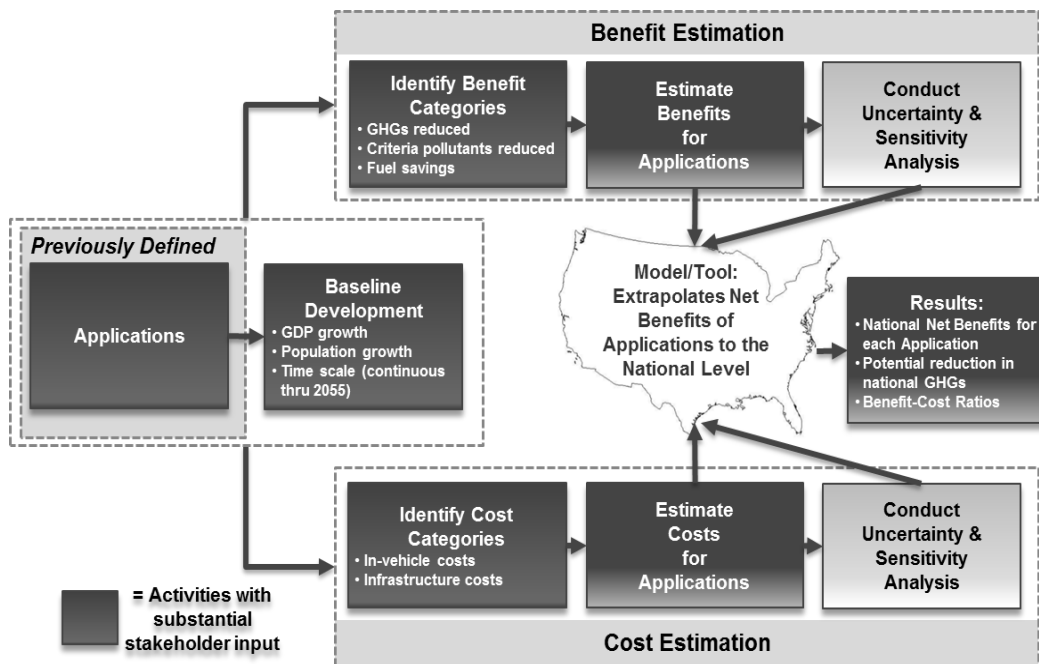 Benefit Estimation
Identify Benefit
Categories
• GHGs reduced
• Criteria pollutants reduced
• Fuel savings
Estimate
Benefits
for
Applications
Conduct
Uncertainty &
Sensitivity
Analysis
Previously Defined
Applications
Baseline
Development
• GDP growth
• Population growth
• Time scale (continuous
thru 2055)
Model/Tool:
Extrapolates Net
Benefits of
Applications to the
National Level
Results:
• National Net Benefits for
each Application
• Potential reduction in
national GHGs
• Benefit-Cost Ratios
Identify Cost
Categories
• In-vehicle costs
• Infrastructure costs
Estimate
Costs
for
Applications
Conduct
Uncertainty &
Sensitivity
Analysis
Cost Estimation
= Activities with
substantial
stakeholder input